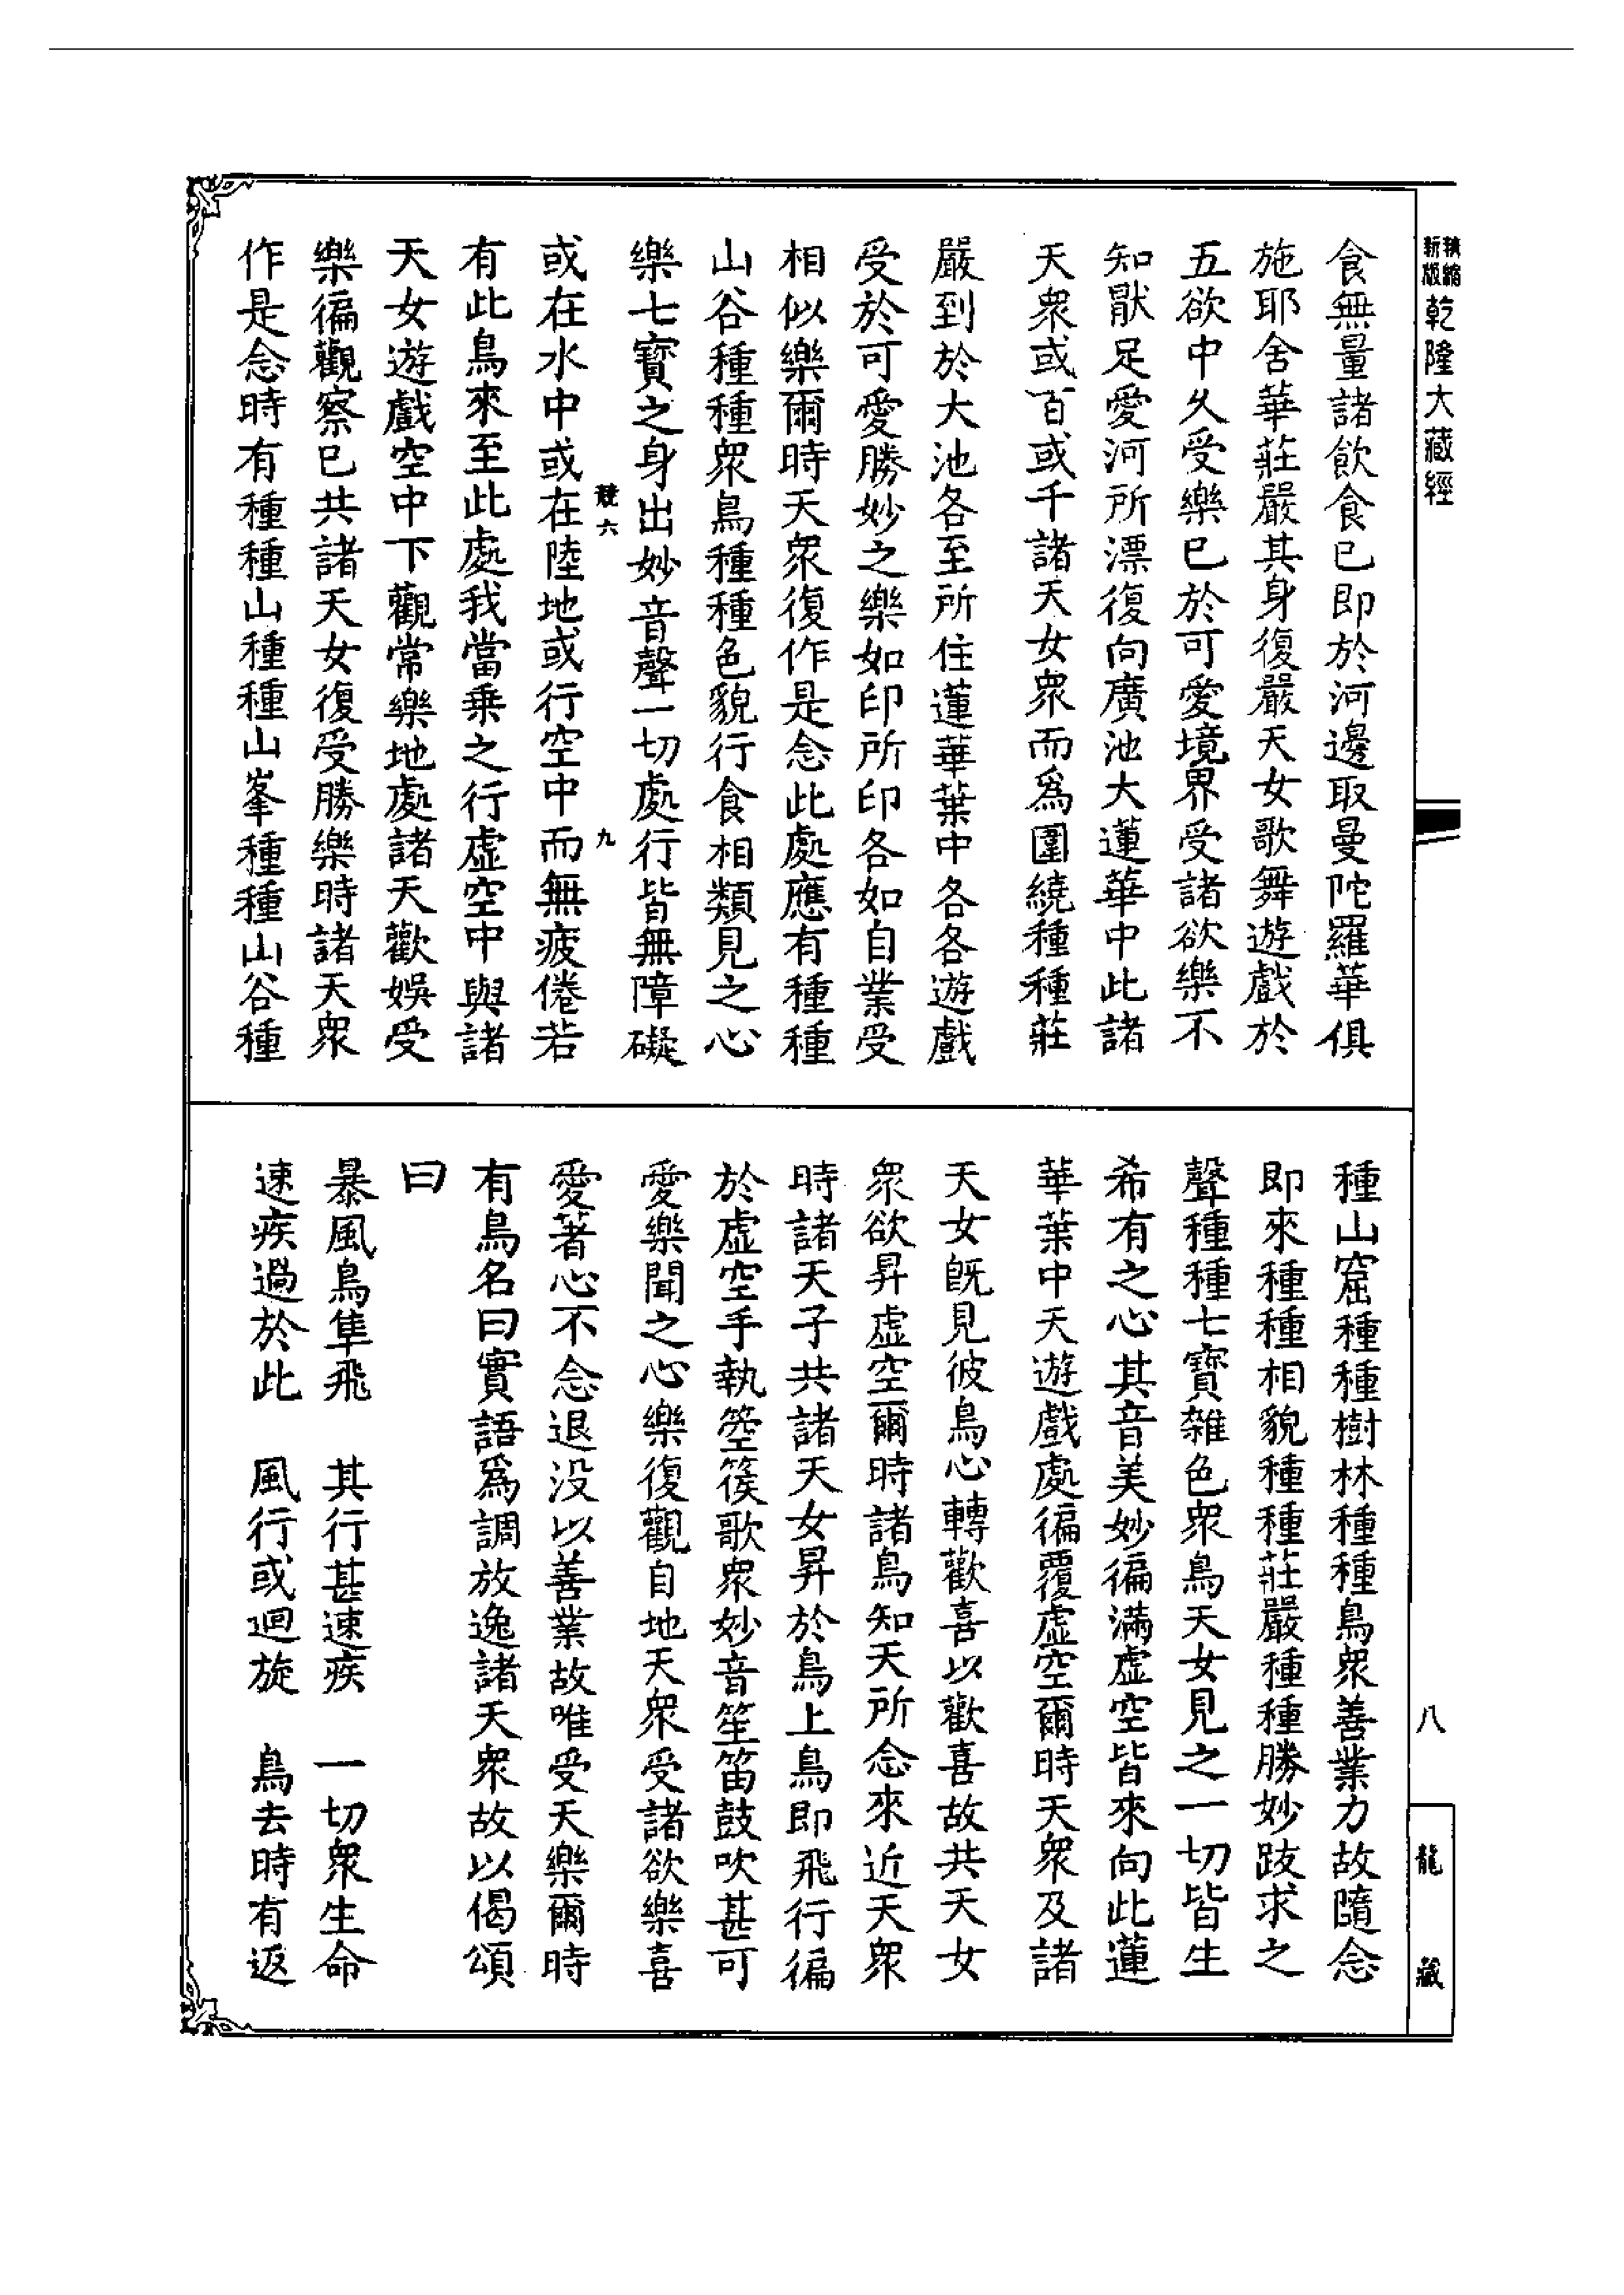 乾隆大藏經
食無量諸飲食已即於河邊取曼陀羅華俱
施耶舍華莊嚴其身復嚴天女歌舞遊戲於
五欲中久受樂已於可愛境界受諸欲樂不
知猒足愛河所漂復向廣池大蓮華中此諸
天衆或百或千諸天女衆而爲圍繞種種莊
嚴到於大池各至所住蓮華葉中各各遊戲
受於可愛勝妙之樂如印所印各如自業受
相似樂爾時天衆復作是念此處應有種種
山谷種種衆鳥種種色貌行食相類見之心
樂七寶之身出妙音聲一切處行皆無障礙
六 九
或在水中或在陸地或行空中而無疲倦若
有此鳥來至此處我當乗之行虛空中與諸
天女遊戲空中下觀常樂地處諸天歡娛受
樂徧觀察已共諸天女復受勝樂時諸天衆
作是念時有種種山種種山峯種種山谷種
種山窟種種樹林種種鳥衆善業力故隨念
即來種種相貌種種莊嚴種種勝妙跂求之
聲種種七寶雜色衆鳥天女見之一切皆生
希有之心其音美妙徧滿虛空皆來向此蓮
華葉中天遊戲處徧覆虛空爾時天衆及諸
天女旣見彼鳥心轉歡喜以歡喜故共天女
衆欲昇虛空爾時諸鳥知天所念來近天衆
時諸天子共諸天女昇於鳥上鳥即飛行徧
於虛空手執箜篌歌衆妙音笙笛鼓吹甚可
愛樂聞之心樂復觀自地天衆受諸欲樂喜
愛著心不念退没以善業故唯受天樂爾時
有鳥名曰實語爲調放逸諸天衆故以偈頌
曰
暴風鳥隼飛 其行甚速疾 一切衆生命
速疾過於此 風行或迴旋 鳥去時有返
八
龍藏